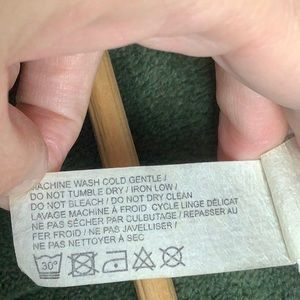 MACHINE WASH COLD GENTLE /
DO NOT TUMBLE DRY / IRON LOW /
DO NOT BLEACH / DO NOT DRY CLEAN
LAVAGE MACHINE À FROID CYCLE LINGE DÉLICAT
NE PAS SÉCHER PAR CULBUTAGE / REPASSER AU
FER FROID / NE PAS JAVELLISER /
NE PAS NETTOYER À SEC
30°